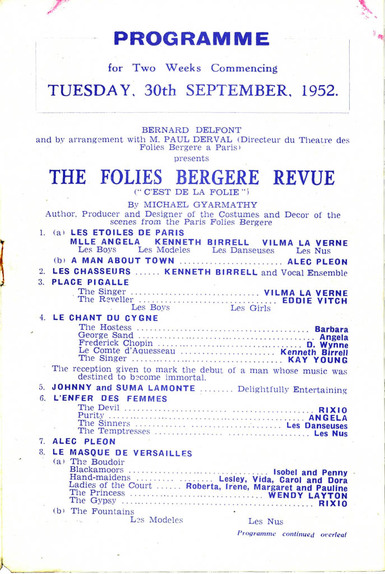 PROGRAMME
for Two Weeks Commencing
TUESDAY, 30th SEPTEMBER, 1952.
BERNARD DELFONT
and by arrangement with M. PAUL DERVAL (Directeur du Theatre des
Folies Bergere a Paris)
presents
THE FOLIES BERGERE REVUE
("C'EST DE LA FOLIE")
By MICHAEL GYARMATHY
Author, Producer and Designer of the Costumes and Decor of the
scenes from the Paris Folies Bergere
1. (a) LES ETOILES DE PARIS
MLLE ANGELA KENNETH BIRRELL VILMA LA VERNE
Les Boys Les Modeles Les Danseuses Les Nus
(b) A MAN ABOUT TOWN ........ ALEC PLEON
2. LES CHASSEURS ...... KENNETH BIRRELL and Vocal Ensemble
3. PLACE PIGALLE
The Singer ........ VILMA LA VERNE
The Reveller ........ EDDIE VITCH
Les Boys Les Girls
4. LE CHANT DU CYGNE
The Hostess ........ Barbara
George Sand ........ Angela
Frederick Chopin ........ D. Wynne
Le Comte d'Aquesseau ........ Kenneth Birrell
The Singer ........ KAY YOUNG
The reception given to mark the debut of a man whose music was
destined to become immortal.
5. JOHNNY and SUMA LAMONTE ........ Delightfully Entertaining
6. L'ENFER DES FEMMES
The Devil ........ RIXIO
Purity ........ ANGELA
The Sinners ........ Les Danseuses
The Temptresses ........ Les Nus
7. ALEC PLEON
8. LE MASQUE DE VERSAILLES
(a) The Boudoir
Blackamoors ........ Isobel and Penny
Hand-maidens ........ Lesley, Vida, Carol and Dora
Ladies of the Court ...... Roberta, Irene, Margaret and Pauline
The Princess ........ WENDY LAYTON
The Gypsy ........ RIXIO
(b) The Fountains
Les Modeles Les Nus
Programme continued overleaf